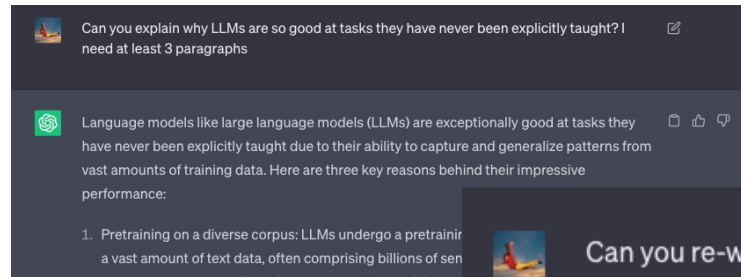 Can you explain why LLMs are so good at tasks they have never been explicitly taught? I
need at least 3 paragraphs
Language models like large language models (LLMs) are exceptionally good at tasks they
have never been explicitly taught due to their ability to capture and generalize patterns from
vast amounts of training data. Here are three key reasons behind their impressive
performance:
1. Pretraining on a diverse corpus: LLMs undergo a
a vast amount of text data, often comprising billions of
Can you